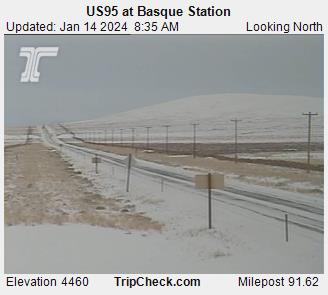 US95 at Basque Station
Updated: Jan 14 2024 8:35 AM Looking North
Elevation 4460 TripCheck.com Milepost 91.62